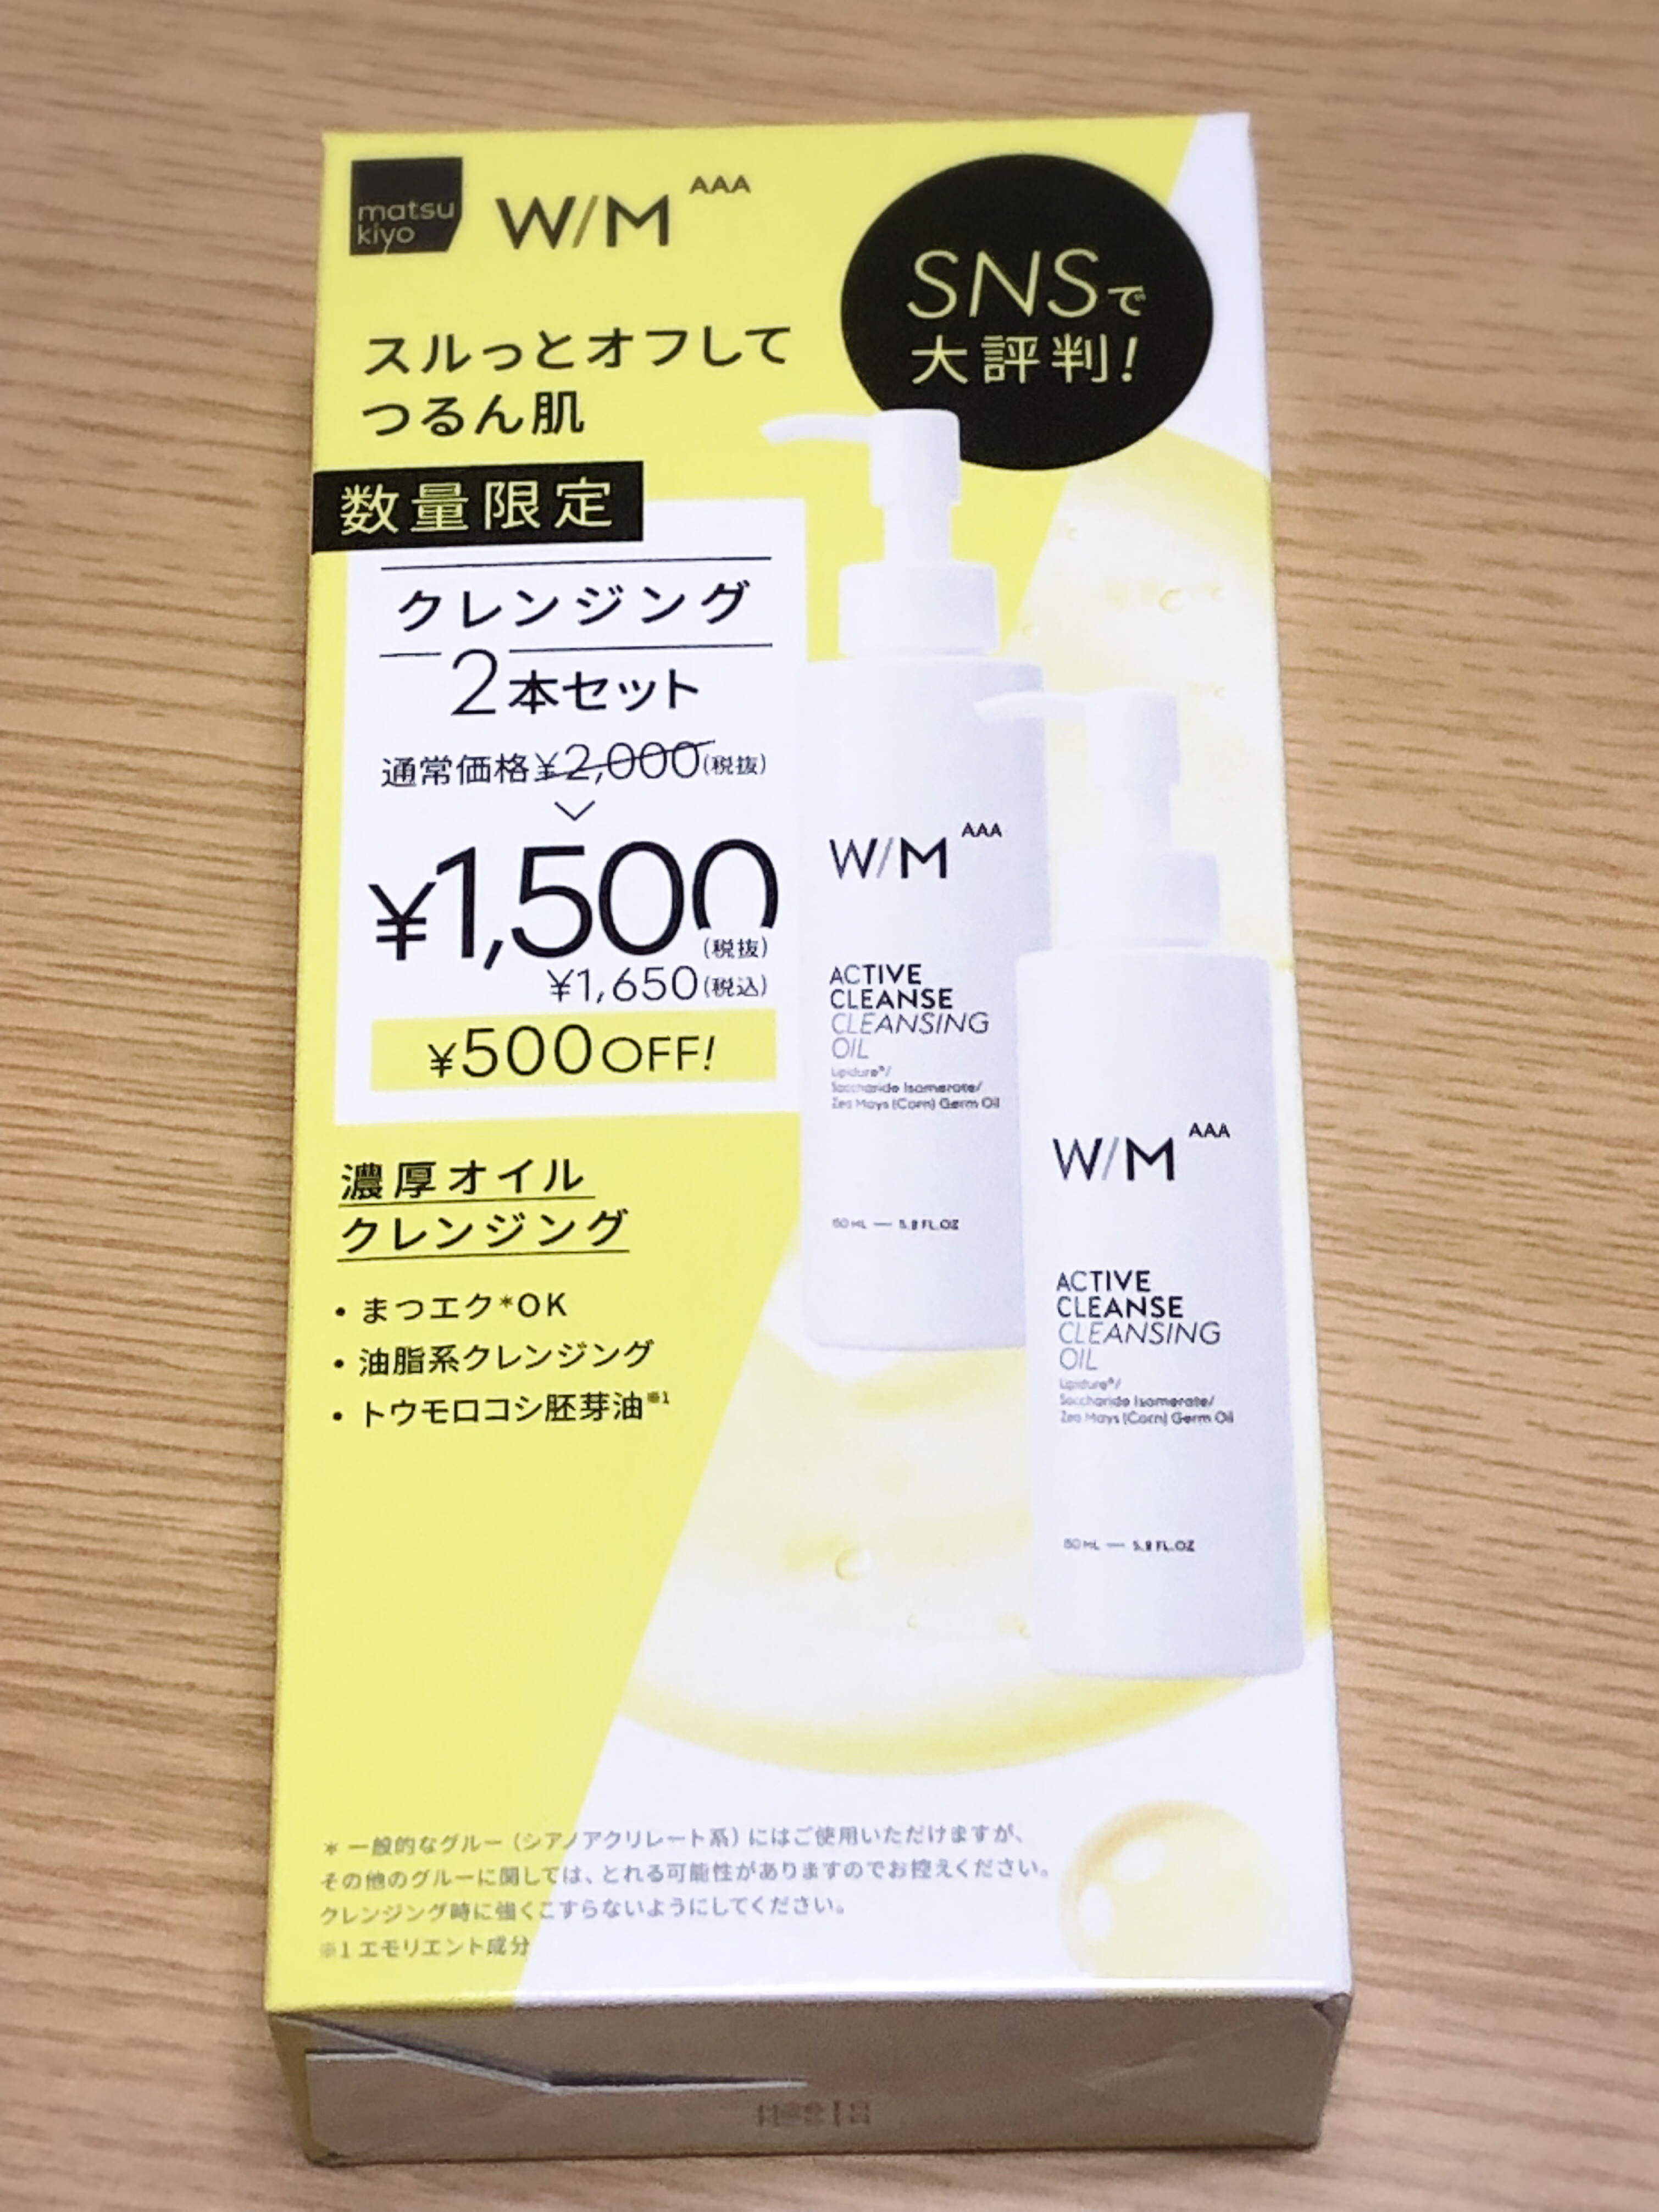 matsu
kiyo
W/M AAA
SNSで
大評判!
スルっとオフして
つるん肌
数量限定
クレンジング
2本セット
通常価格¥2,000(税抜)
¥1,500
(税抜)
¥1,650(税込)
¥500OFF!
濃厚オイル
クレンジング
・まつエク*OK
・油脂系クレンジング
・トウモロコシ胚芽油※1
W/M AAA
ACTIVE
CLEANSE
CLEANSING
OIL
Lipidure®/
Saccharide Isomerate/
Zea Mays (Corn) Germ Oil
5.2 FL.OZ
W/M AAA
ACTIVE
CLEANSE
CLEANSING
OIL
Lipidure®/
Saccharide Isomerate/
Zea Mays (Corn) Germ Oil
5.2 FL.OZ
＊一般的なグルー(シアノアクリレート系)にはご使用いただけますが、
その他のグルーに関しては、とれる可能性がありますのでお控えください。
クレンジング時に強くこすらないようにしてください。
※1 エモリエント成分